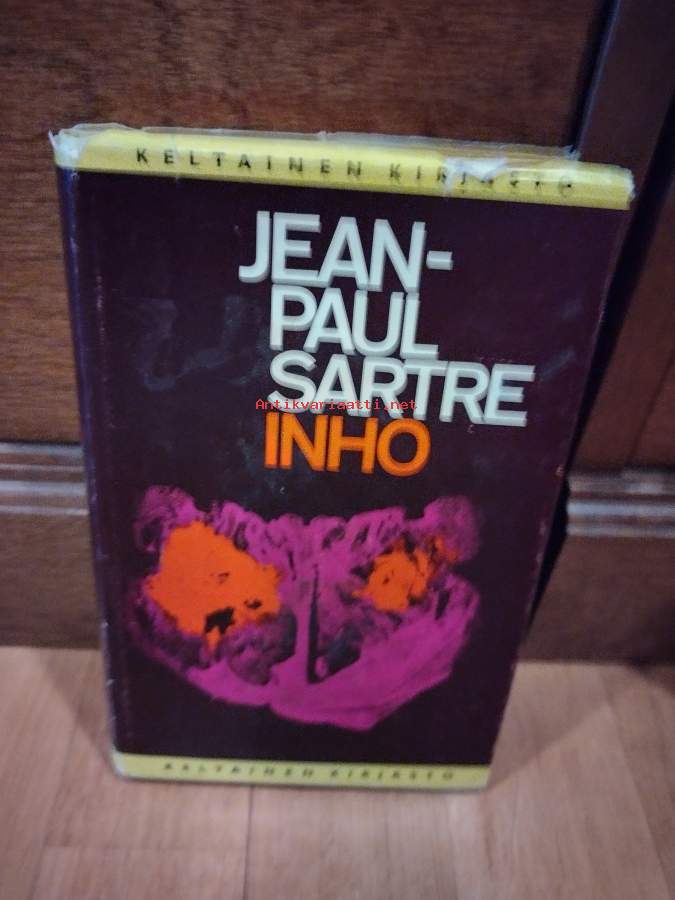 KELTAINEN KIRJASTO
JEAN-
PAUL
SARTRE
Antikvariaatti.net
INHO
KELTAINEN KIRJASTO